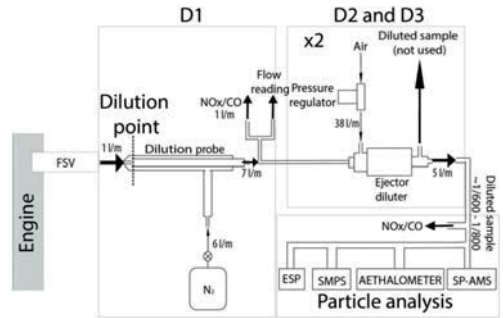 D1
D2 and D3
x2
Air
Diluted sample
(not used)
Flow
reading
Pressure
regulator
NOx/CO
1 l/m
Dilution
point
38 l/m
1 l/m
Dilution probe
FSV
7 l/m
5 l/m
Ejector
diluter
Engine
Diluted sample
~1/600 - 1/800
NOx/CO
6 l/m
N₂
ESP
SMPS
AETHALOMETER
SP-AMS
Particle analysis